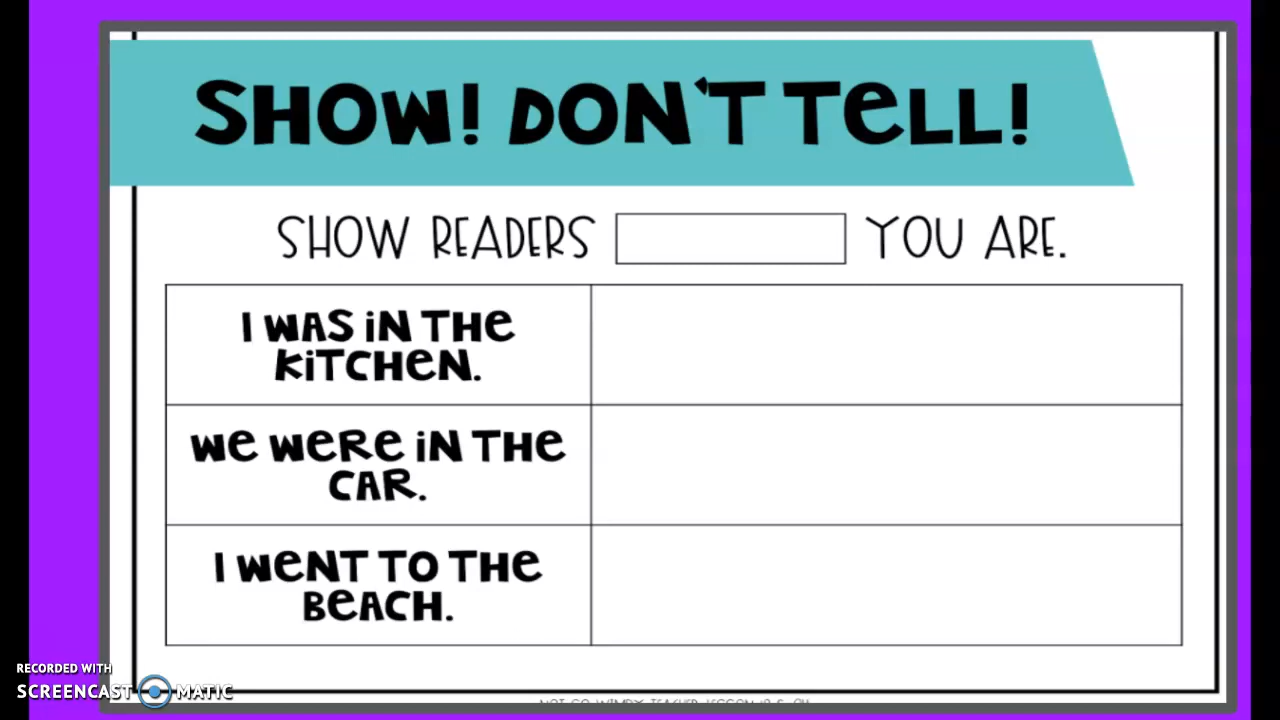 SHOW! DON'T TELL!
SHOW READERS YOU ARE.
I WAS IN THE
KITCHEN.
WE WERE IN THE
CAR.
I WENT TO THE
BEACH.
RECORDED WITH
SCREENCAST MATIC